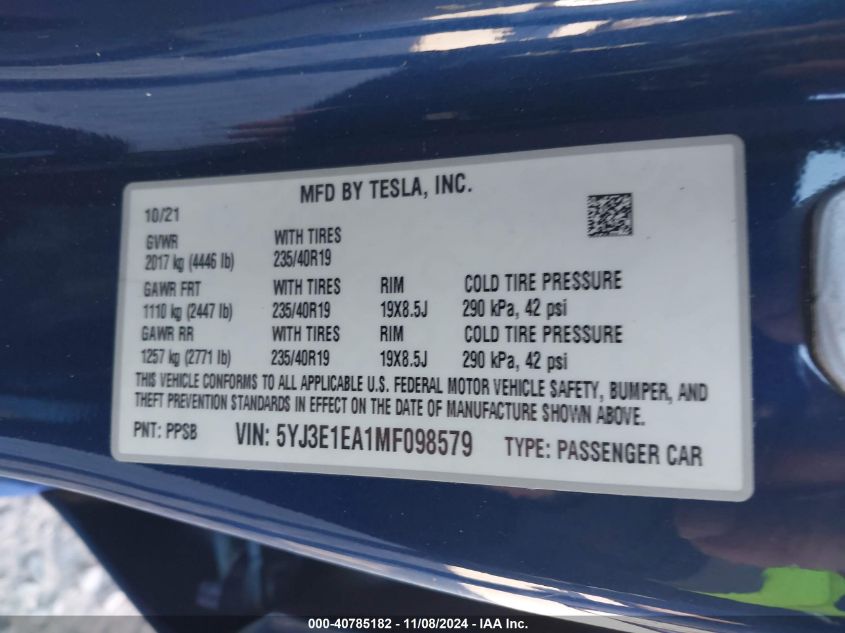 MFD BY TESLA, INC.
10/21
GVWR WITH TIRES
2017 kg (4446 lb) 235/40R19
GAWR FRT WITH TIRES RIM COLD TIRE PRESSURE
1110 kg (2447 lb) 235/40R19 19X8.5J 290 kPa, 42 psi
GAWR RR WITH TIRES RIM COLD TIRE PRESSURE
1257 kg (2771 lb) 235/40R19 19X8.5J 290 kPa, 42 psi
THIS VEHICLE CONFORMS TO ALL APPLICABLE U.S. FEDERAL MOTOR VEHICLE SAFETY, BUMPER, AND
THEFT PREVENTION STANDARDS IN EFFECT ON THE DATE OF MANUFACTURE SHOWN ABOVE.
PNT: PPSB VIN: 5YJ3E1EA1MF098579 TYPE: PASSENGER CAR
000-40785182 - 11/08/2024 - IAA Inc.